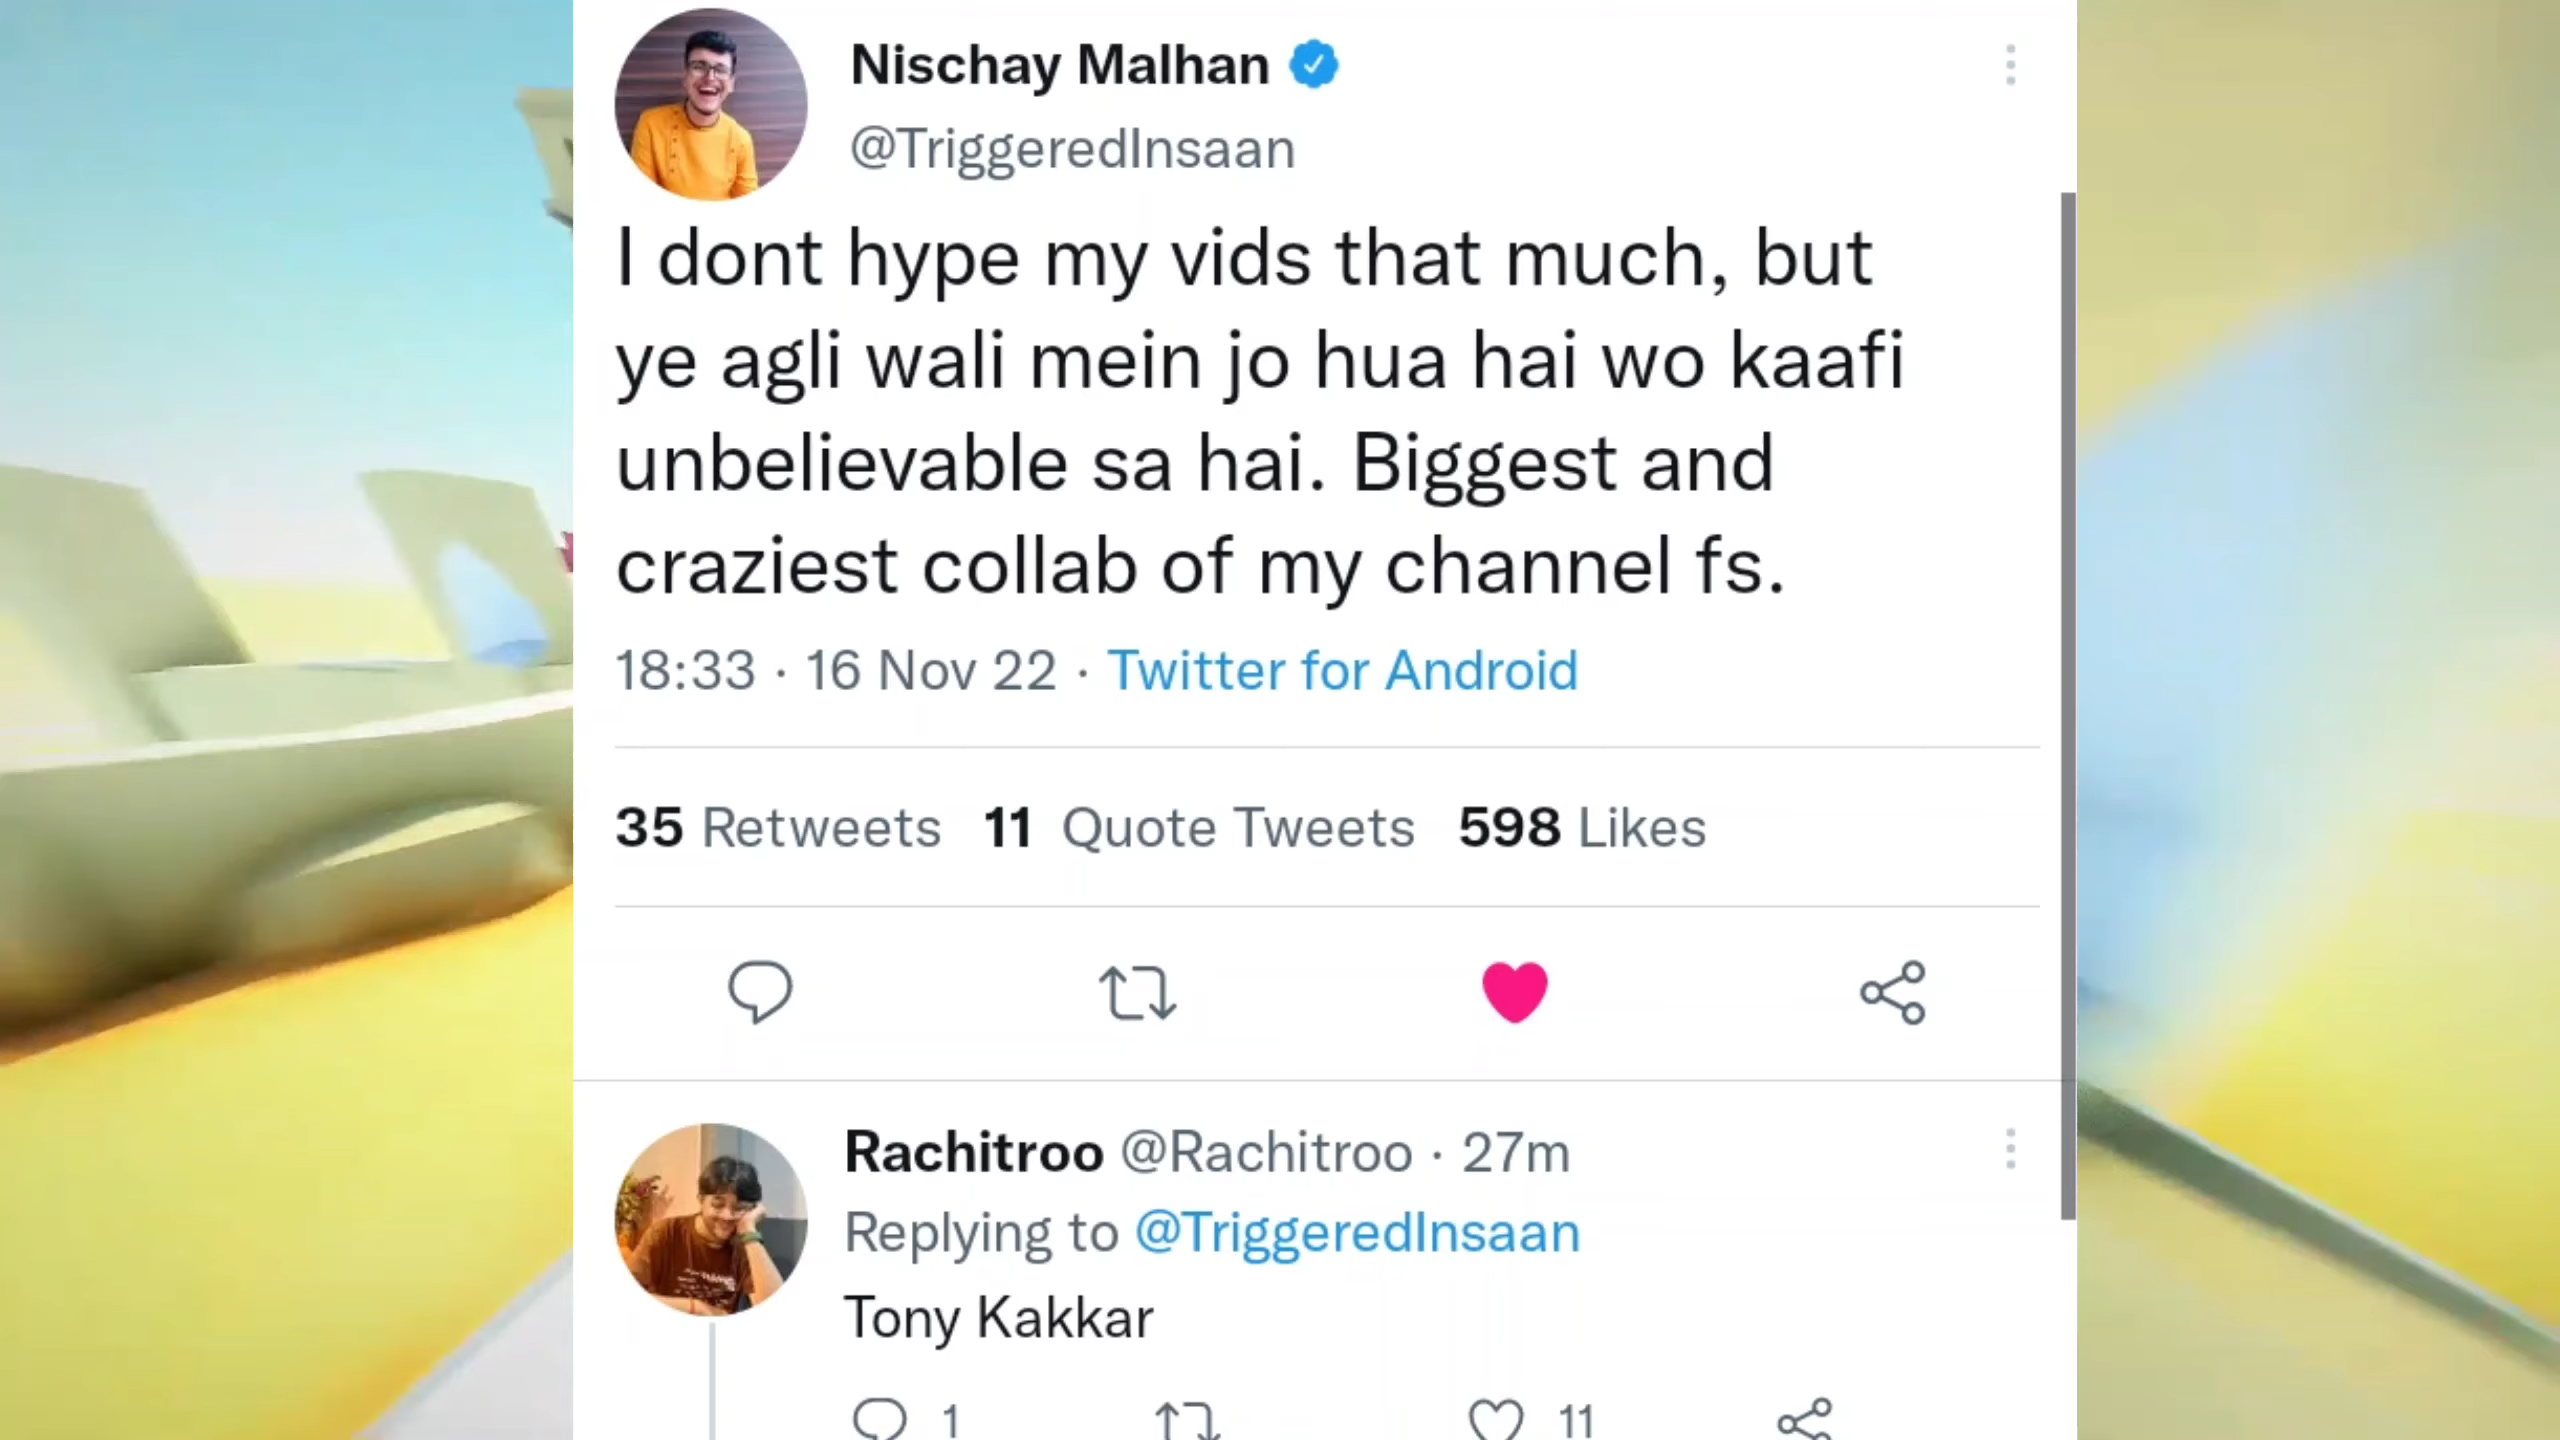 Nischay Malhan
@TriggeredInsaan
I dont hype my vids that much, but
ye agli wali mein jo hua hai wo kaafi
unbelievable sa hai. Biggest and
craziest collab of my channel fs.
18:33 · 16 Nov 22 · Twitter for Android
35 Retweets 11 Quote Tweets 598 Likes
Rachitroo @Rachitroo · 27m
Replying to @TriggeredInsaan
Tony Kakkar
1 11